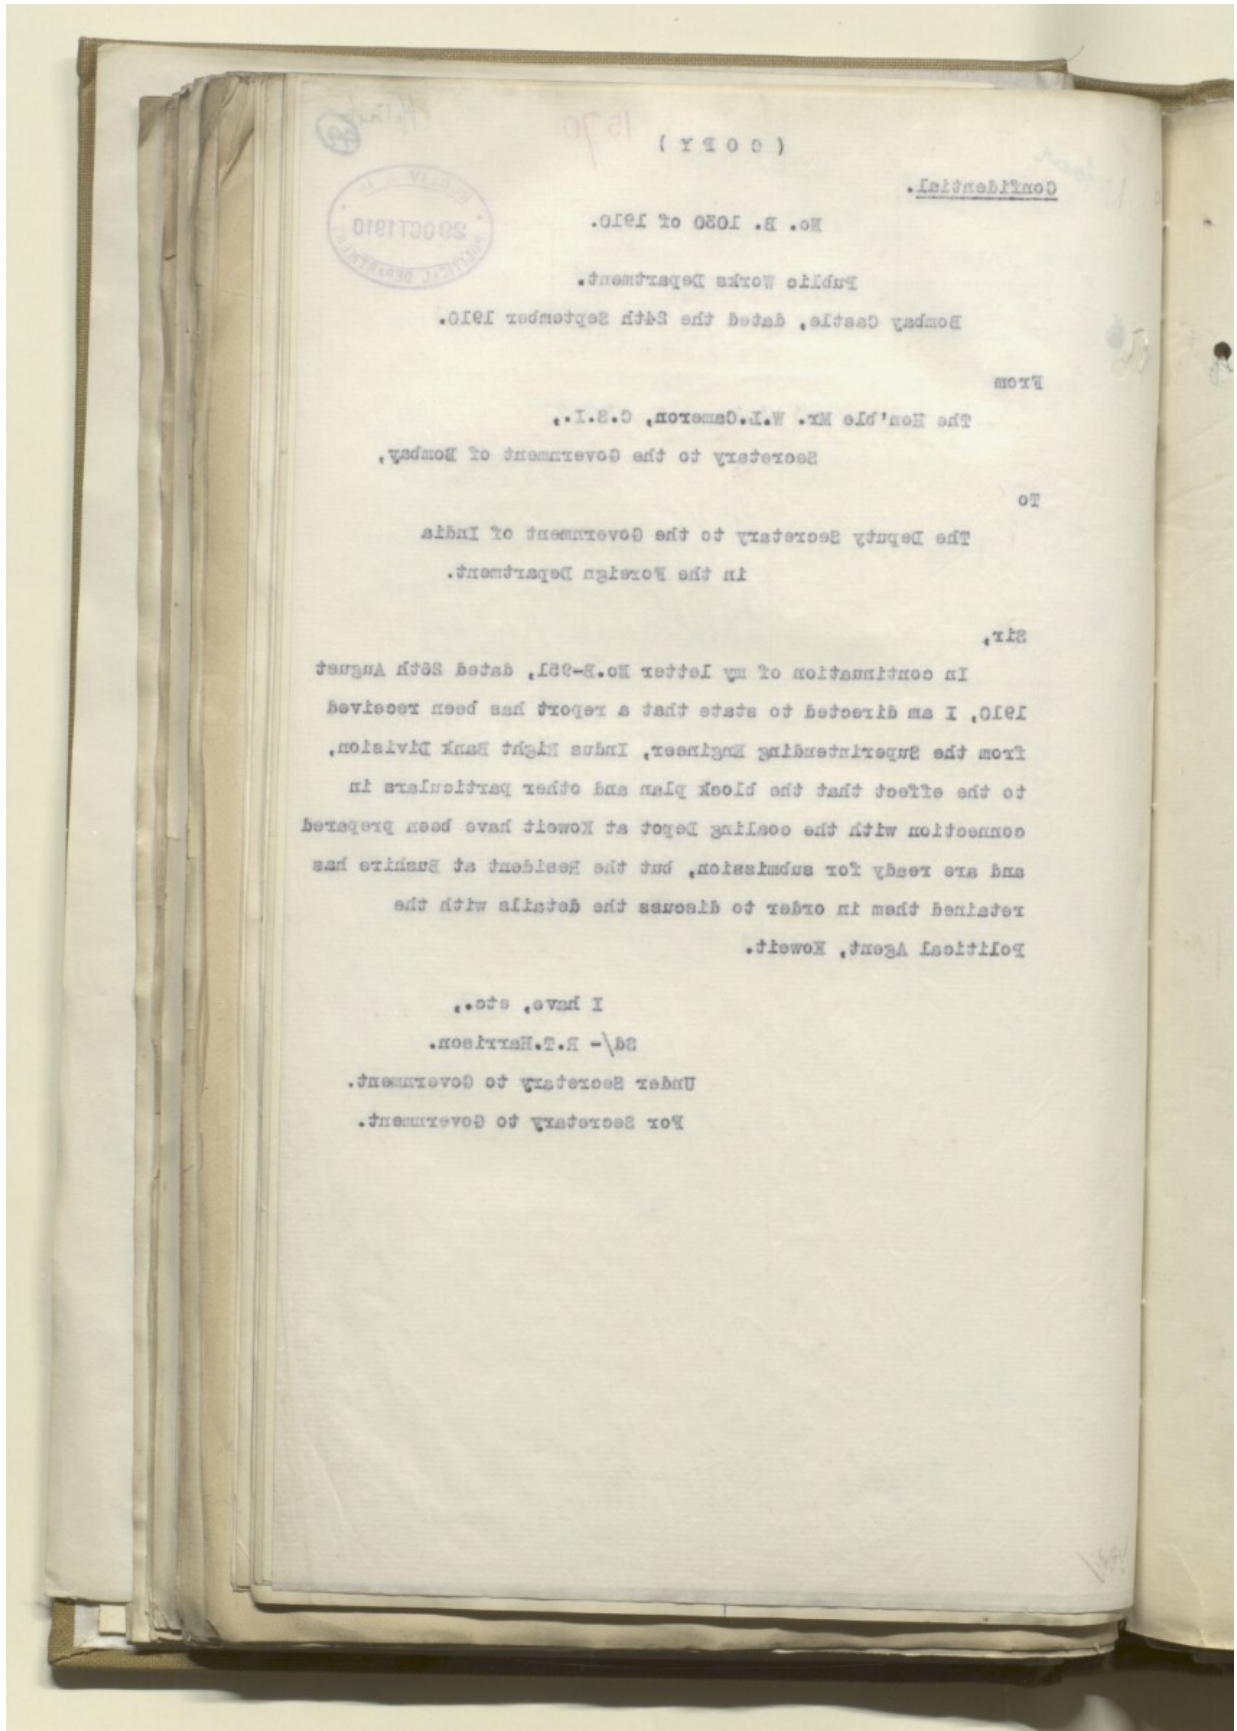 ( C O P Y )
1570
Confidential.
No. B. 1030 of 1910.
20 OCT 1910
Public Works Department.
Bombay Castle, dated the 24th September 1910.
From
The Hon'ble Mr. W.L.Cameron, C.S.I.,
Secretary to the Government of Bombay,
To
The Deputy Secretary to the Government of India
in the Foreign Department.
Sir,
In continuation of my letter No.B-951, dated 26th August
1910, I am directed to state that a report has been received
from the Superintending Engineer, Indus Right Bank Division,
to the effect that the block plan and other particulars in
connection with the coaling Depot at Koweit have been prepared
and are ready for submission, but the Resident at Bushire has
retained them in order to discuss the details with the
Political Agent, Koweit.
I have, etc.,
Sd/- R.T.Harrison.
Under Secretary to Government.
For Secretary to Government.